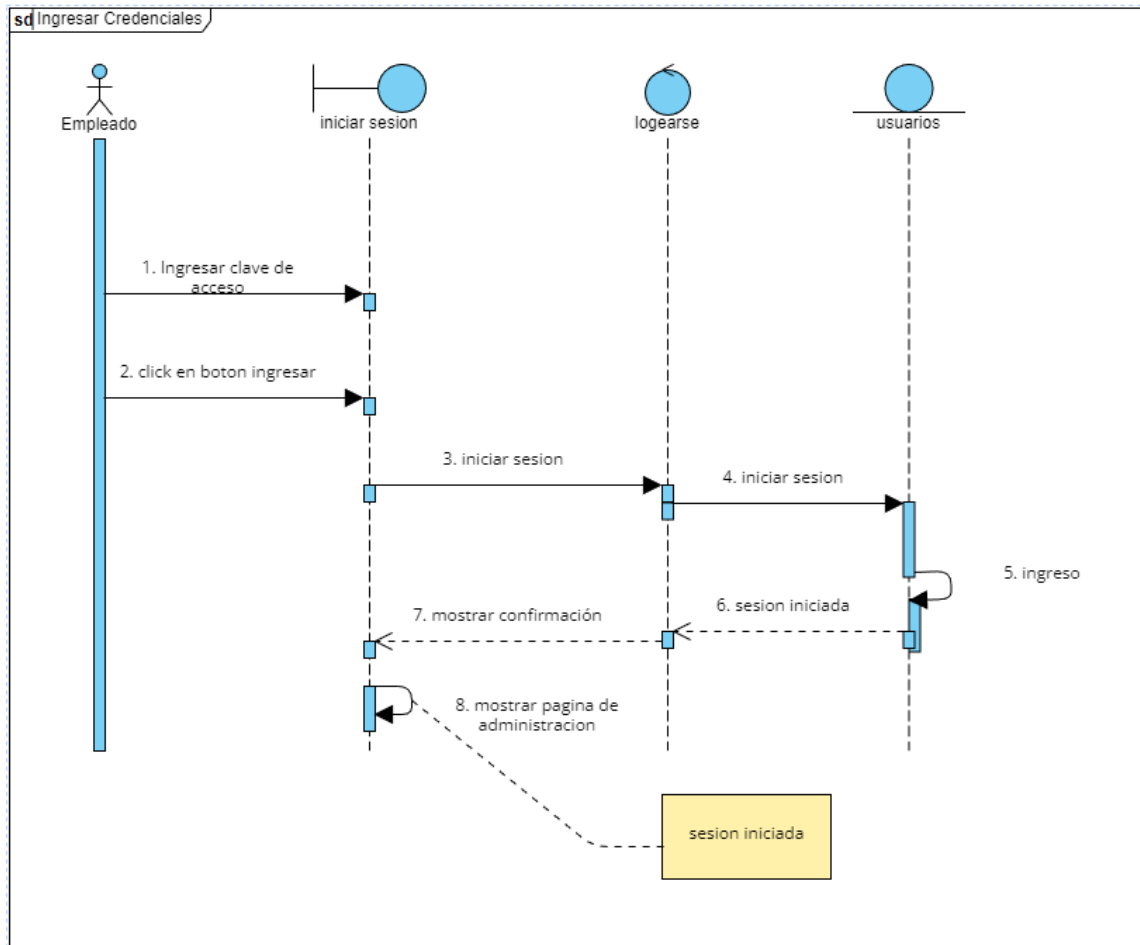 sd Ingresar Credenciales
Empleado
iniciar sesion
logearse
usuarios
1. Ingresar clave de
acceso
2. click en boton ingresar
3. iniciar sesion
4. iniciar sesion
5. ingreso
6. sesion iniciada
7. mostrar confirmación
8. mostrar pagina de
administracion
sesion iniciada